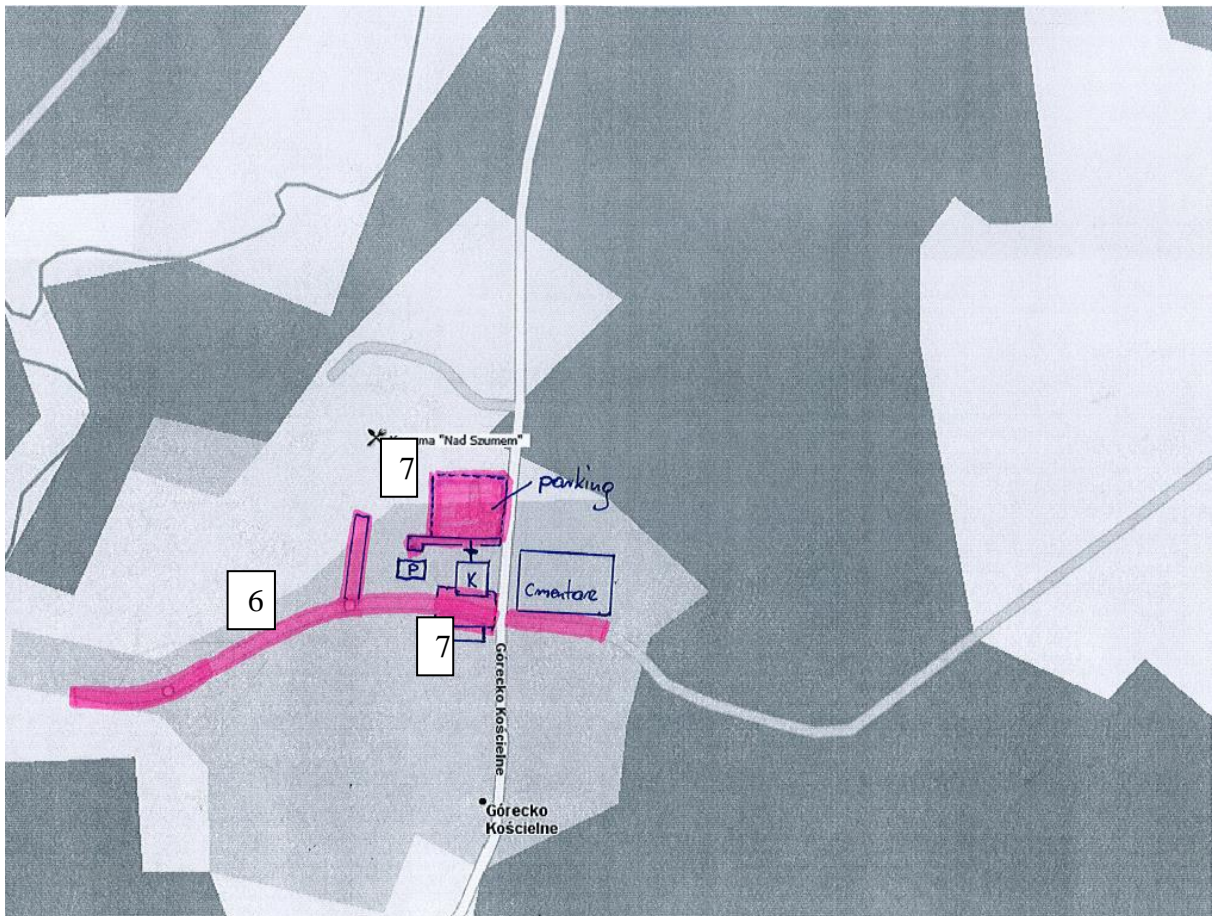 "Nad Szumem"
7
parking
P
K
Cmentarz
6
7
Górecko Kościelne
Górecko
Kościelne